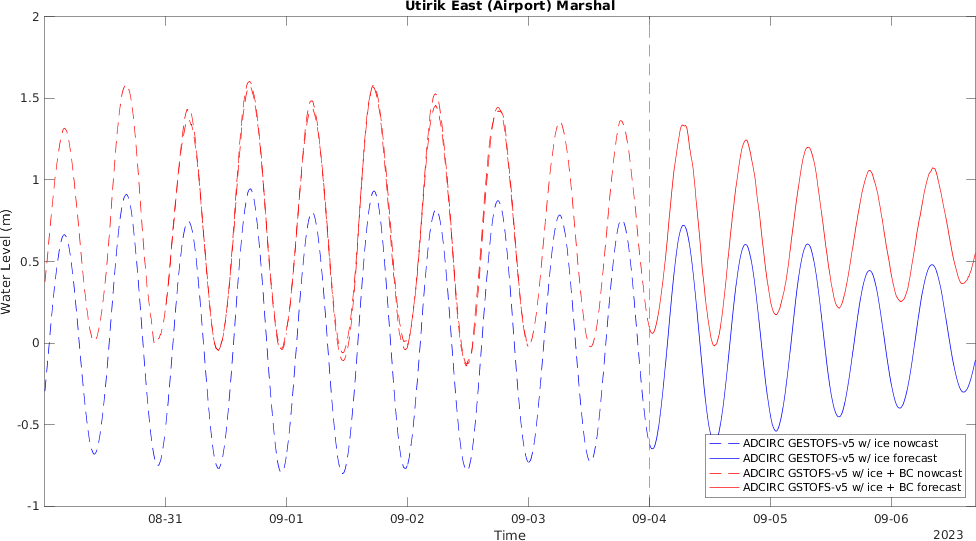 Utirik East (Airport) Marshal
Water Level (m)
2
1.5
1
0.5
0
-0.5
-1
08-31
09-01
09-02
09-03
09-04
09-05
09-06
Time
2023
ADCIRC GESTOFS-v5 w/ ice nowcast
ADCIRC GESTOFS-v5 w/ ice forecast
ADCIRC GSTOFS-v5 w/ ice + BC nowcast
ADCIRC GSTOFS-v5 w/ ice + BC forecast